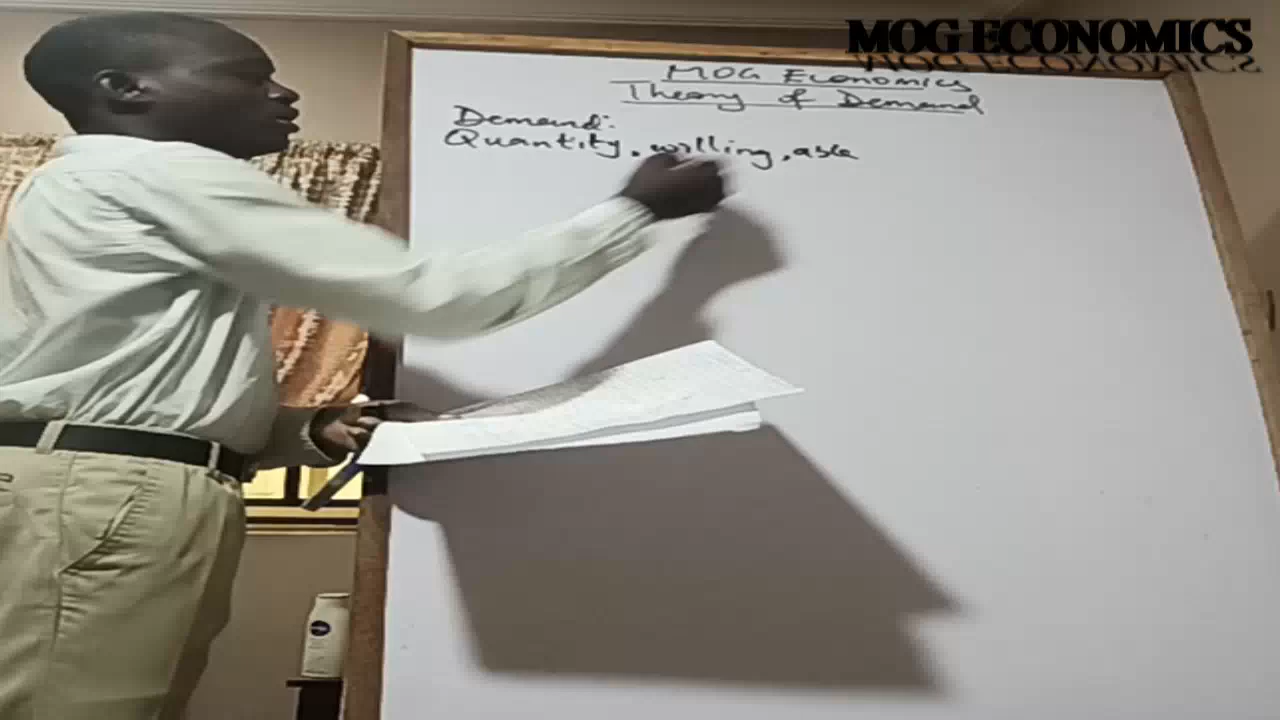 MOG ECONOMICS
MOG Economics
Theory of Demand
Demand:
Quantity, willing, able